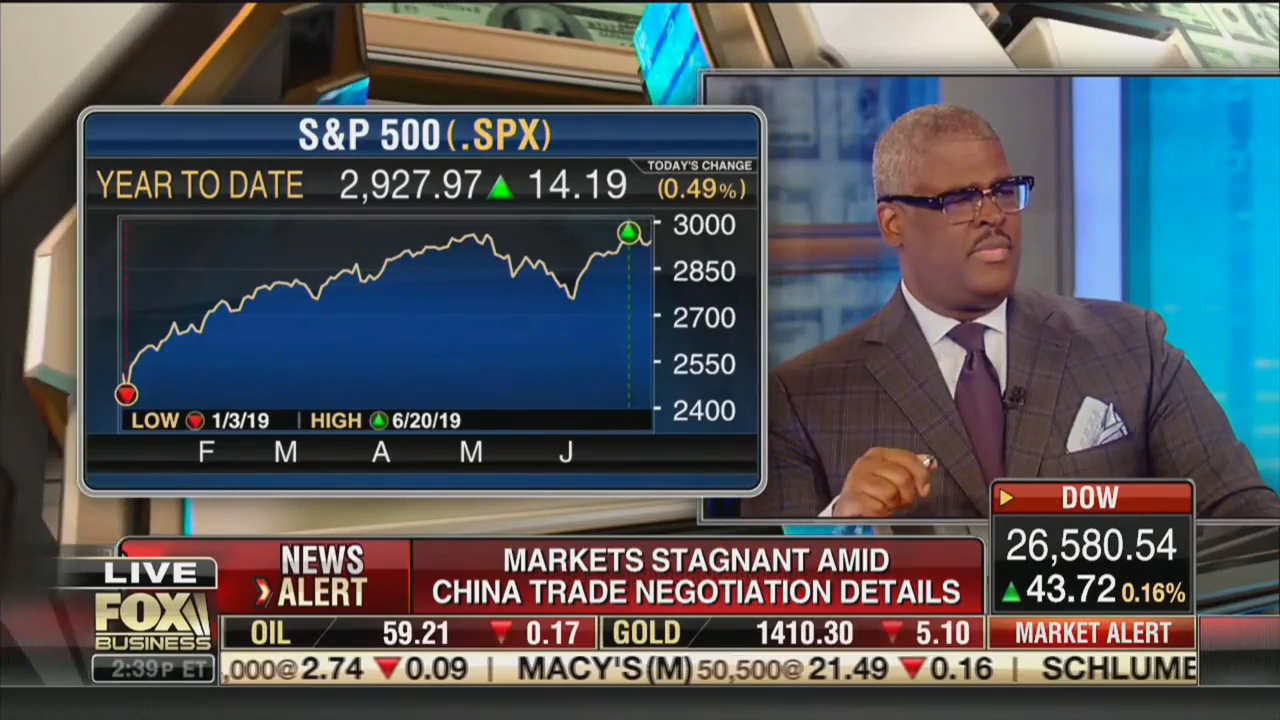 S&P 500 (.SPX)
TODAY'S CHANGE
YEAR TO DATE 2,927.97 14.19 (0.49%)
3000
2850
2700
2550
2400
LOW 1/3/19 | HIGH 6/20/19
F M A M J
DOW
26,580.54
43.72 0.16%
MARKET ALERT
LIVE
FOX
BUSINESS
2:39P ET
NEWS
ALERT
MARKETS STAGNANT AMID
CHINA TRADE NEGOTIATION DETAILS
OIL 59.21 0.17 GOLD 1410.30 5.10
,000@2.74 0.09 | MACY'S(M) 50,500@21.49 0.16 | SCHLUME